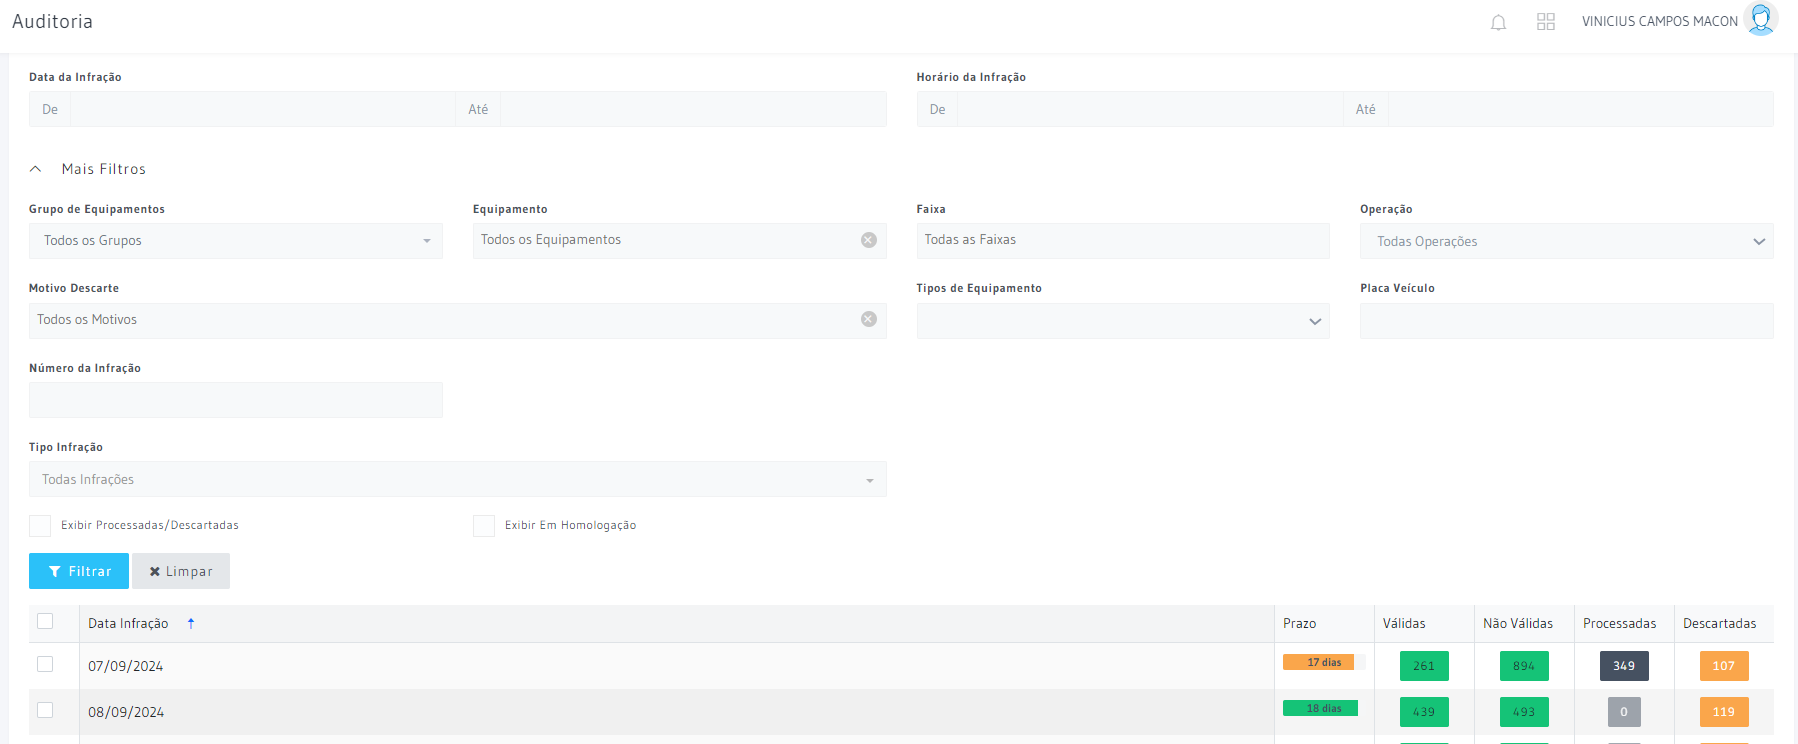 Auditoria
VINICIUS CAMPOS MACON
Data da Infração
Horário da Infração
De
Até
De
Até
Mais Filtros
Grupo de Equipamentos
Equipamento
Faixa
Operação
Todos os Grupos
Todos os Equipamentos
Todas as Faixas
Todas Operações
Motivo Descarte
Tipos de Equipamento
Placa Veículo
Todos os Motivos
Número da Infração
Tipo Infração
Todas Infrações
Exibir Processadas/Descartadas
Exibir Em Homologação
Filtrar
Limpar
Data Infração
Prazo
Válidas
Não Válidas
Processadas
Descartadas
07/09/2024
17 dias
261
894
349
107
08/09/2024
18 dias
439
493
0
119